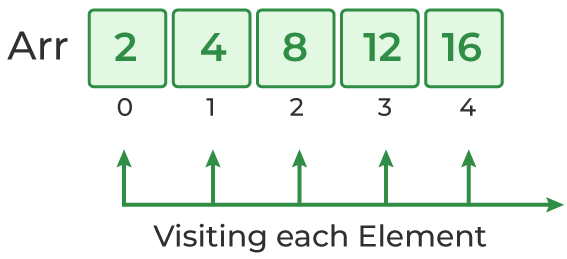 Arr 2 4 8 12 16
0 1 2 3 4
Visiting each Element